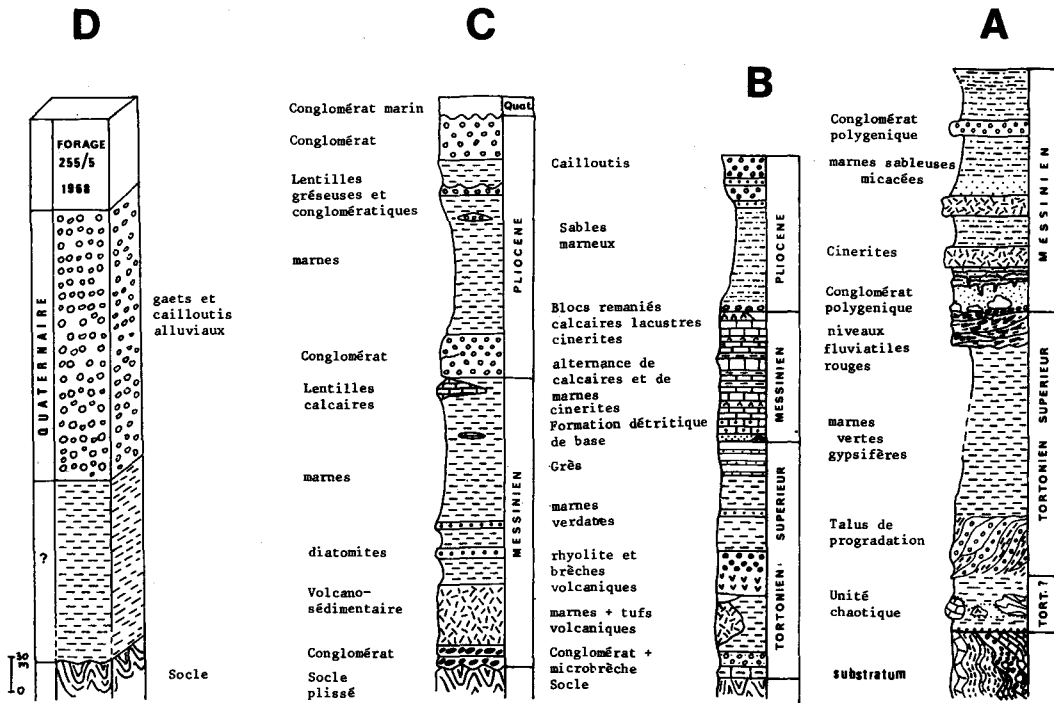 D
FORAGE
255/5
1968
QUATERNAIRE
?
gaets et
cailloutis
alluviaux
Socle
30
m
0
C
Conglomérat marin
Conglomérat
Lentilles
gréseuses et
conglomératiques
marnes
Conglomérat
Lentilles
calcaires
marnes
diatomites
Volcano-
sédimentaire
Conglomérat
Socle
plissé
Quat.
PLIOCENE
MESSINIEN
B
Cailloutis
Sables
marneux
Blocs remaniés
calcaires lacustres
cinerites
alternance de
calcaires et de
marnes
cinerites
Formation détritique
de base
Grès
marnes
verdatres
rhyolite et
brèches
volcaniques
marnes + tufs
volcaniques
Conglomérat +
microbrèche
Socle
PLIOCENE
MESSINIEN
TORTONIEN SUPERIEUR
A
Conglomérat
polygenique
marnes sableuses
micacées
Cinerites
Conglomérat
polygenique
niveaux
fluviatiles
rouges
marnes
vertes
gypsifères
Talus de
progradation
Unité
chaotique
substratum
MESSINIEN
TORTONIEN SUPERIEUR
TORT.?